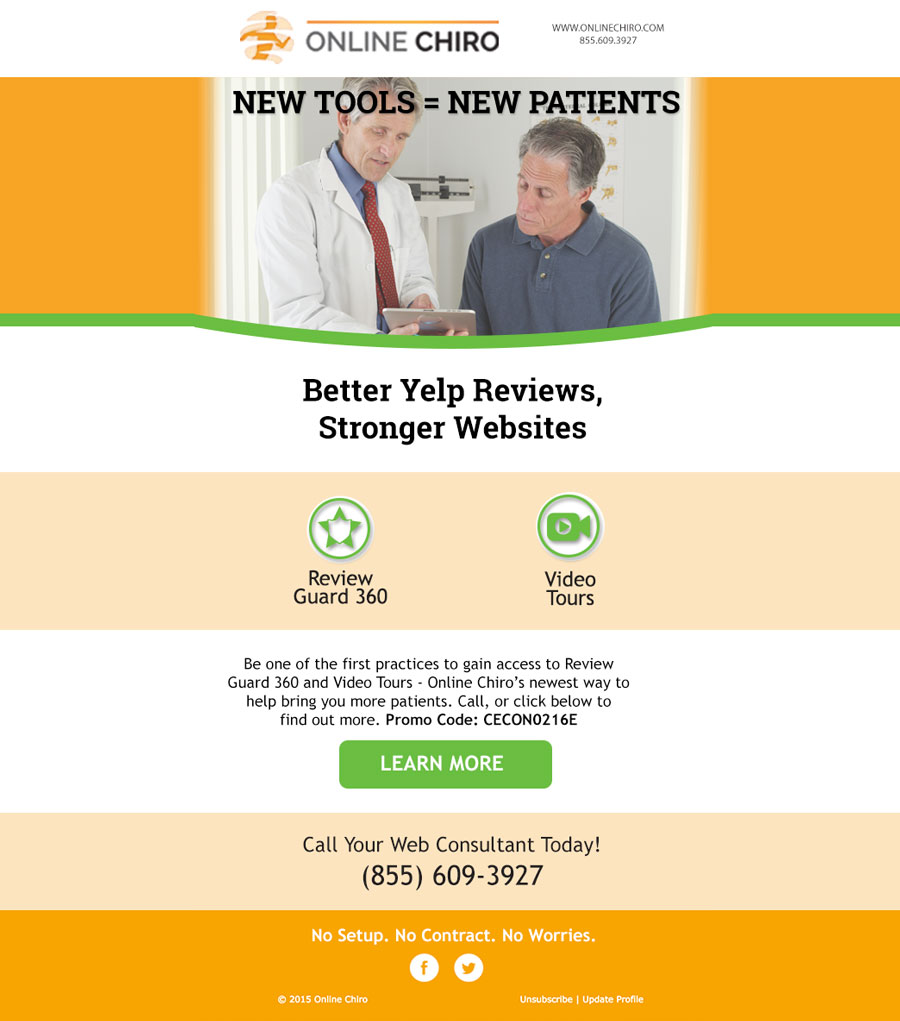 ONLINE CHIRO
WWW.ONLINECHIRO.COM
855.609.3927
NEW TOOLS = NEW PATIENTS
Better Yelp Reviews,
Stronger Websites
Review
Guard 360
Video
Tours
Be one of the first practices to gain access to Review
Guard 360 and Video Tours - Online Chiro’s newest way to
help bring you more patients. Call, or click below to
find out more. Promo Code: CECON0216E
LEARN MORE
Call Your Web Consultant Today!
(855) 609-3927
No Setup. No Contract. No Worries.
© 2015 Online Chiro
Unsubscribe | Update Profile